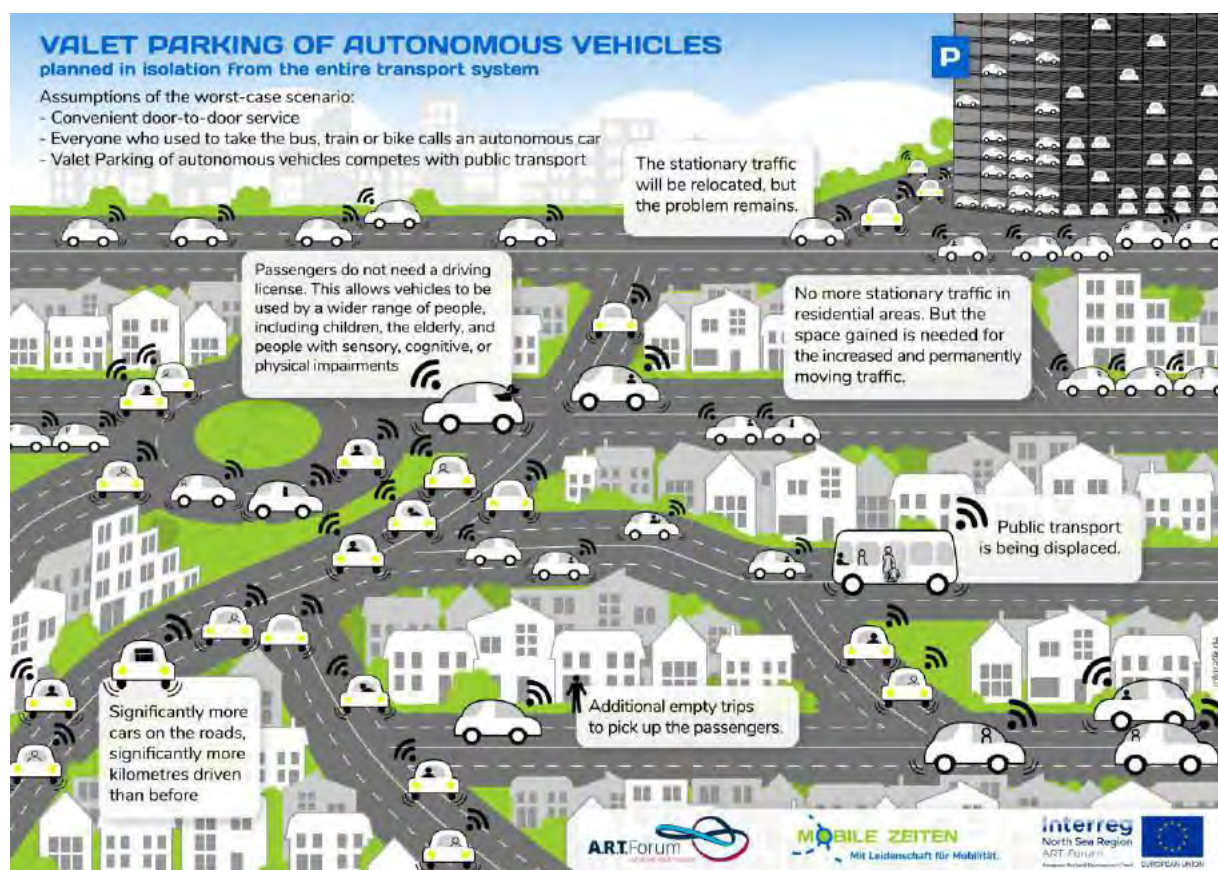 VALET PARKING OF AUTONOMOUS VEHICLES
planned in isolation from the entire transport system
Assumptions of the worst-case scenario:
- Convenient door-to-door service
- Everyone who used to take the bus, train or bike calls an autonomous car
- Valet Parking of autonomous vehicles competes with public transport
P
The stationary traffic
will be relocated, but
the problem remains.
Passengers do not need a driving
license. This allows vehicles to be
used by a wider range of people,
including children, the elderly, and
people with sensory, cognitive, or
physical impairments
No more stationary traffic in
residential areas. But the
space gained is needed for
the increased and permanently
moving traffic.
Public transport
is being displaced.
Additional empty trips
to pick up the passengers.
Significantly more
cars on the roads,
significantly more
kilometres driven
than before
A.R.T.Forum
MOBILE ZEITEN
Mit Leidenschaft für Mobilität.
Interreg
North Sea Region
ART-Forum
European Regional Development Fund
EUROPEAN UNION